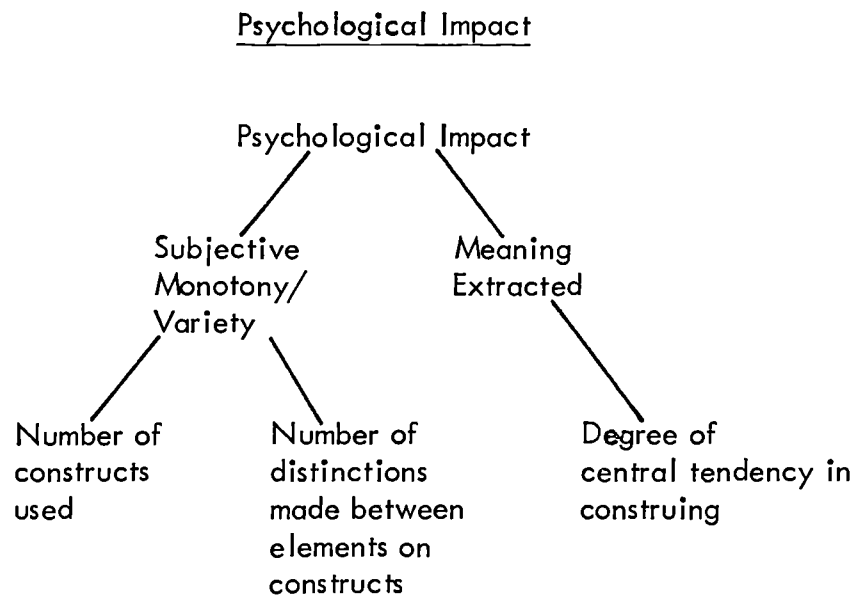 Psychological Impact
Psychological Impact
Subjective
Monotony/
Variety
Meaning
Extracted
Number of
constructs
used
Number of
distinctions
made between
elements on
constructs
Degree of
central tendency in
construing